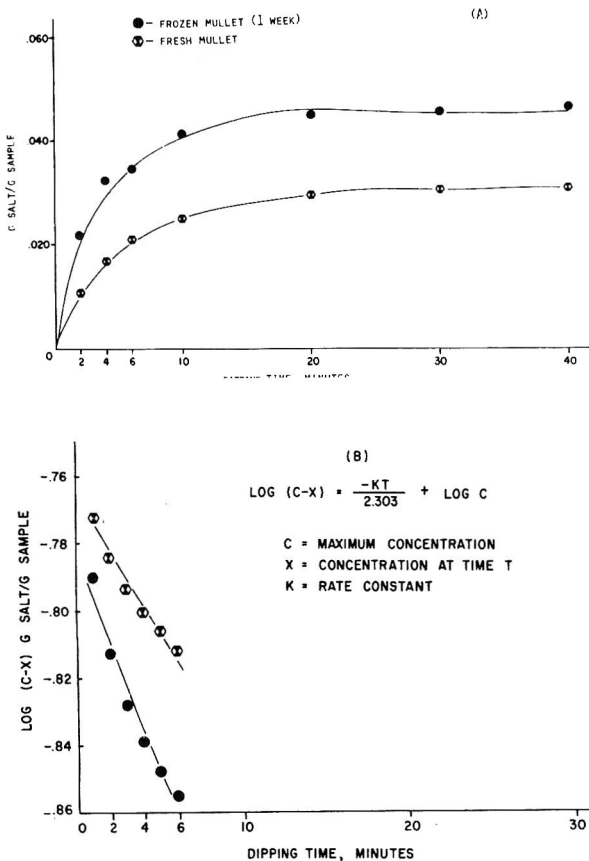 ● – FROZEN MULLET (1 WEEK)
– FRESH MULLET
(A)
G SALT/G SAMPLE
.060
.040
.020
0
2 4 6 10 20 30 40
(B)
LOG (C-X) = -KT/2.303 + LOG C
C = MAXIMUM CONCENTRATION
X = CONCENTRATION AT TIME T
K = RATE CONSTANT
LOG (C-X) G SALT/G SAMPLE
-.76
-.78
-.80
-.82
-.84
-.86
0 2 4 6 10 20 30
DIPPING TIME, MINUTES